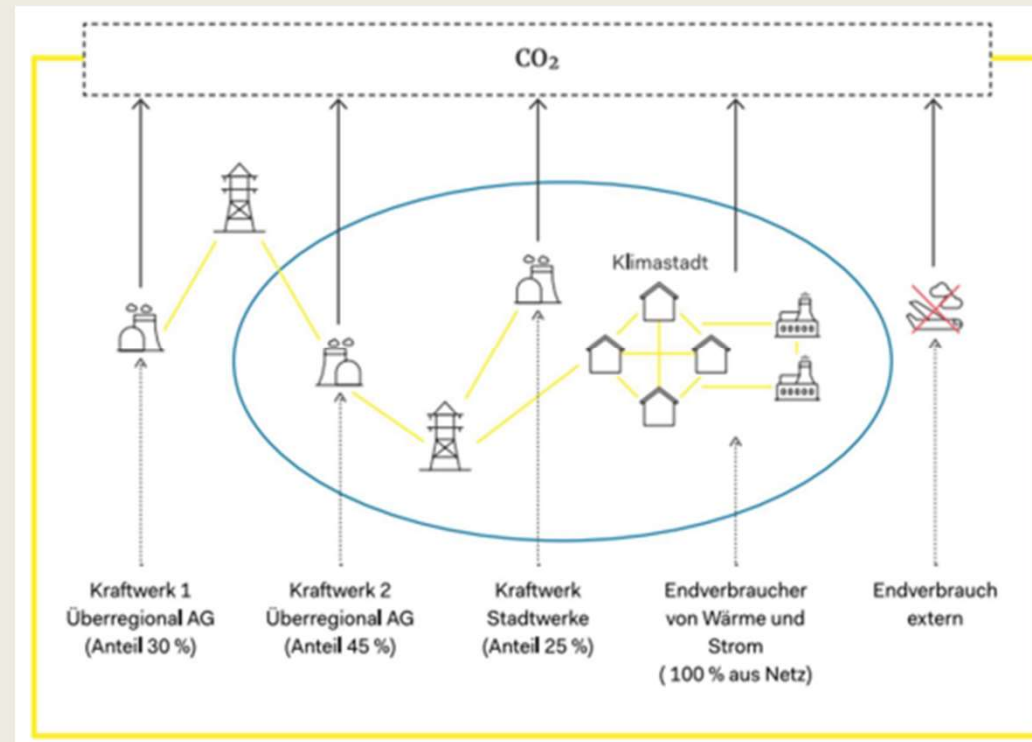 CO₂
Klimastadt
Kraftwerk 1
Überregional AG
(Anteil 30 %)
Kraftwerk 2
Überregional AG
(Anteil 45 %)
Kraftwerk
Stadtwerke
(Anteil 25 %)
Endverbraucher
von Wärme und
Strom
( 100 % aus Netz)
Endverbrauch
extern